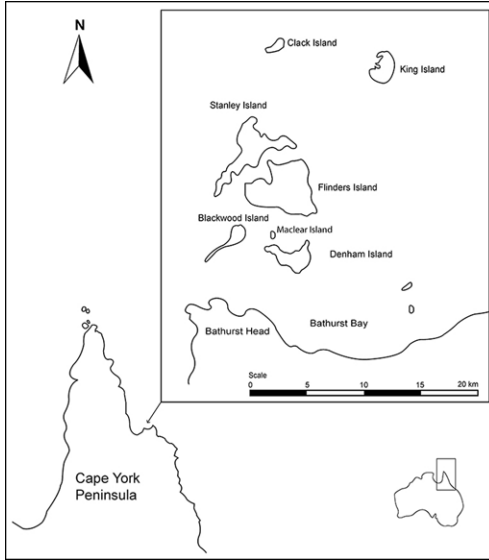 N
Clack Island
King Island
Stanley Island
Flinders Island
Blackwood Island
Maclear Island
Denham Island
Bathurst Head
Bathurst Bay
Scale
0 5 10 15 20 km
Cape York
Peninsula